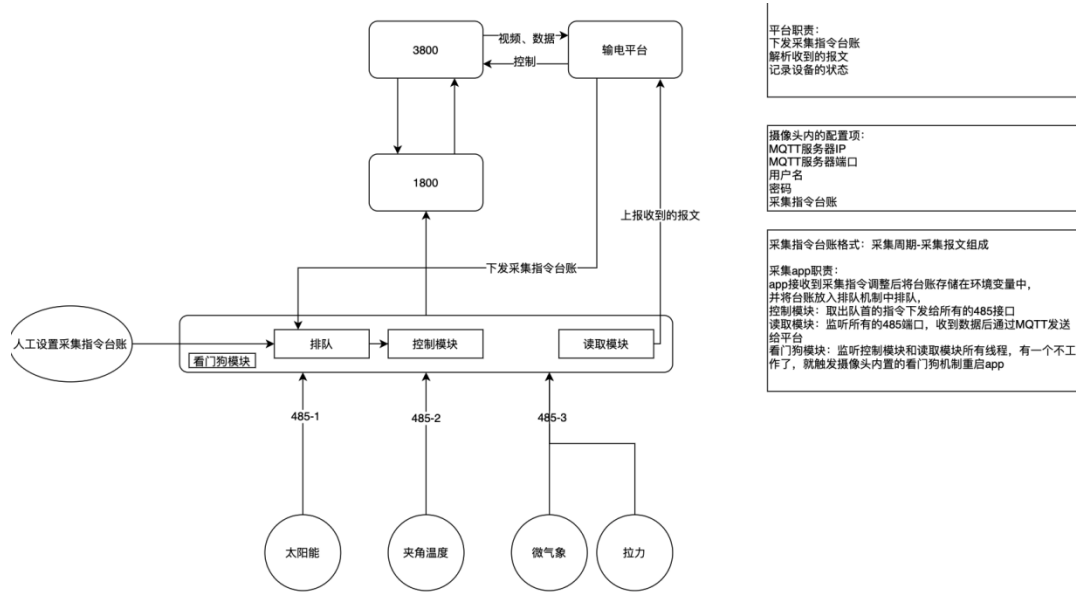 3800
视频、数据
控制
输电平台
1800
上报收到的报文
下发采集指令台账
人工设置采集指令台账
排队
控制模块
读取模块
看门狗模块
485-1
485-2
485-3
太阳能
夹角温度
微气象
拉力
平台职责：
下发采集指令台账
解析收到的报文
记录设备的状态
摄像头内的配置项：
MQTT服务器IP
MQTT服务器端口
用户名
密码
采集指令台账
采集指令台账格式：采集周期-采集报文组成
采集app职责：
app接收到采集指令调整后将台账存储在环境变量中，
并将台账放入排队机制中排队，
控制模块：取出队首的指令下发给所有的485接口
读取模块：监听所有的485端口，收到数据后通过MQTT发送
给平台
看门狗模块：监听控制模块和读取模块所有线程，有一个不工
作了，就触发摄像头内置的看门狗机制重启app